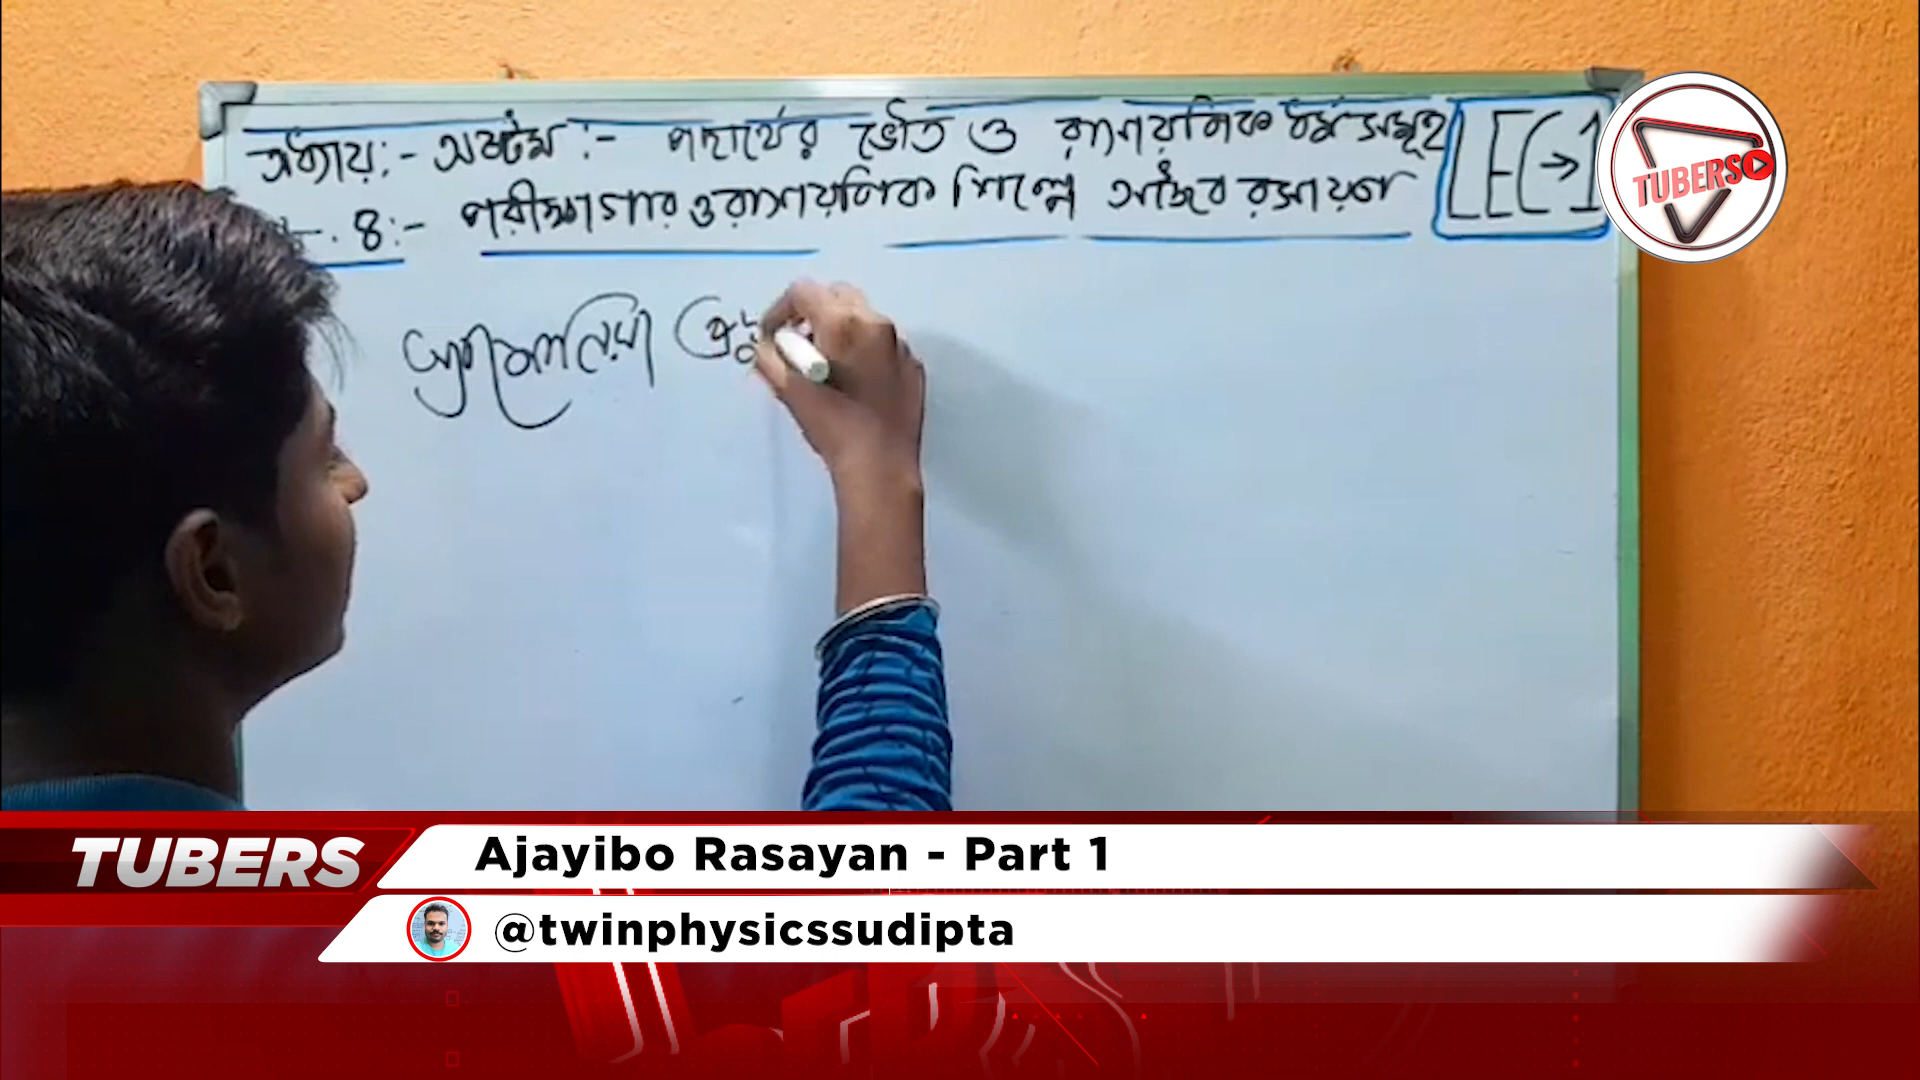 অধ্যায়:- অষ্টম :- পদার্থের ভৌত ও রাসায়নিক ধর্মসমূহ
8:- পরীক্ষাগার ও রাসায়নিক শিল্পে অজৈব রসায়ন
LEC→1
TUBERS
অ্যামোনিয়া
TUBERS
Ajayibo Rasayan - Part 1
@twinphysicssudipta